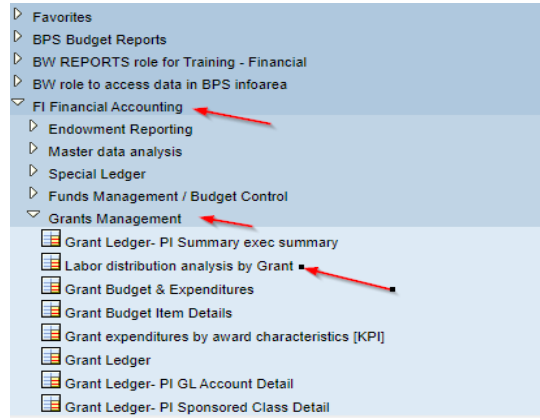 Favorites
BPS Budget Reports
BW REPORTS role for Training - Financial
BW role to access data in BPS infoarea
FI Financial Accounting
Endowment Reporting
Master data analysis
Special Ledger
Funds Management / Budget Control
Grants Management
Grant Ledger- PI Summary exec summary
Labor distribution analysis by Grant
Grant Budget & Expenditures
Grant Budget Item Details
Grant expenditures by award characteristics [KPI]
Grant Ledger
Grant Ledger- PI GL Account Detail
Grant Ledger- PI Sponsored Class Detail